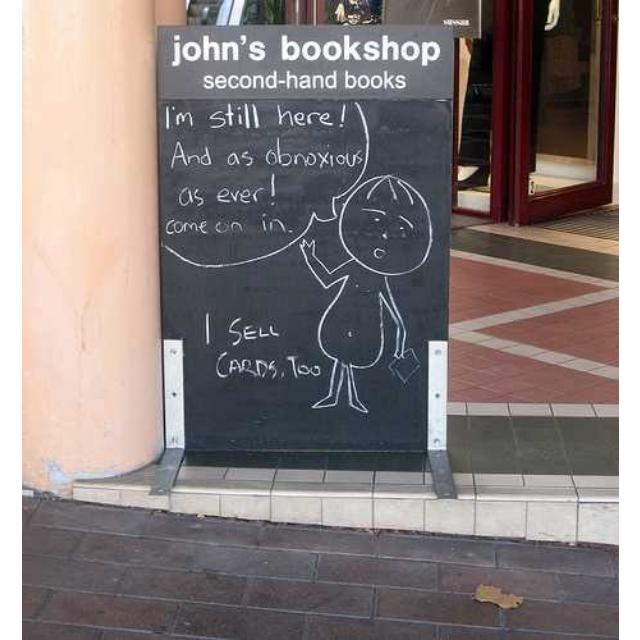 john's bookshop
second-hand books
I'm still here!
And as obnoxious
as ever!
come on in.
I SELL
CARDS, TOO